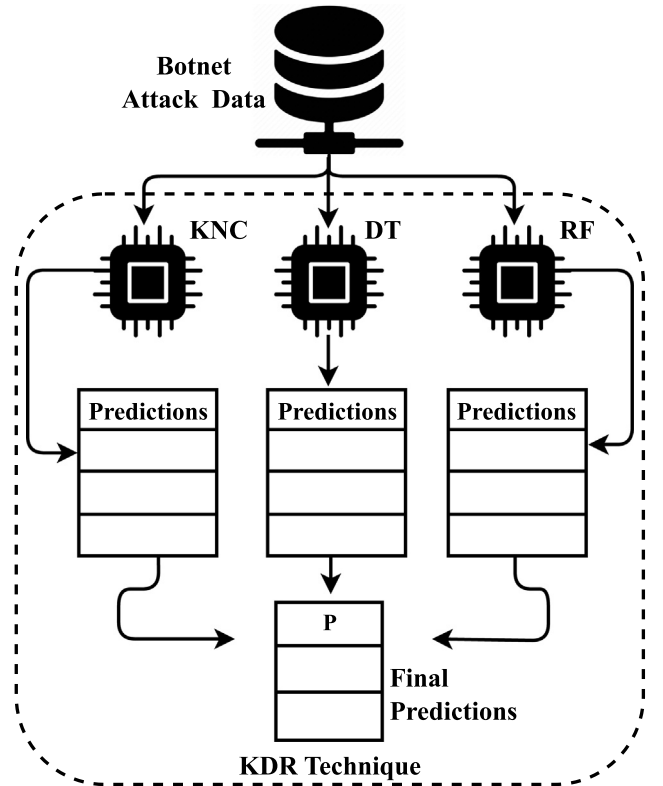 Botnet
Attack Data
KNC
DT
RF
Predictions
Predictions
Predictions
P
Final
Predictions
KDR Technique